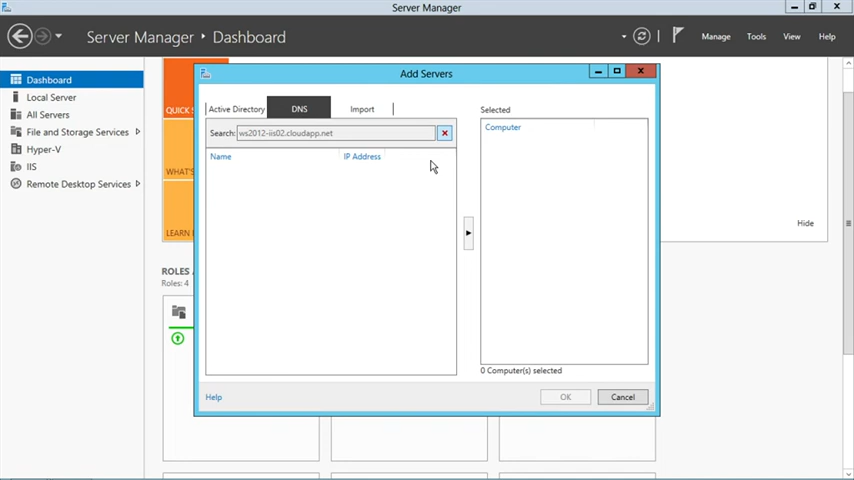 Server Manager
Server Manager • Dashboard
Manage Tools View Help
Dashboard
Local Server
All Servers
File and Storage Services
Hyper-V
IIS
Remote Desktop Services
QUICK S
WHAT'S
LEARN
Hide
ROLES A
Roles: 4
Add Servers
Active Directory DNS Import
Search: ws2012-iis02.cloudapp.net
Name IP Address
Selected
Computer
0 Computer(s) selected
Help
OK Cancel